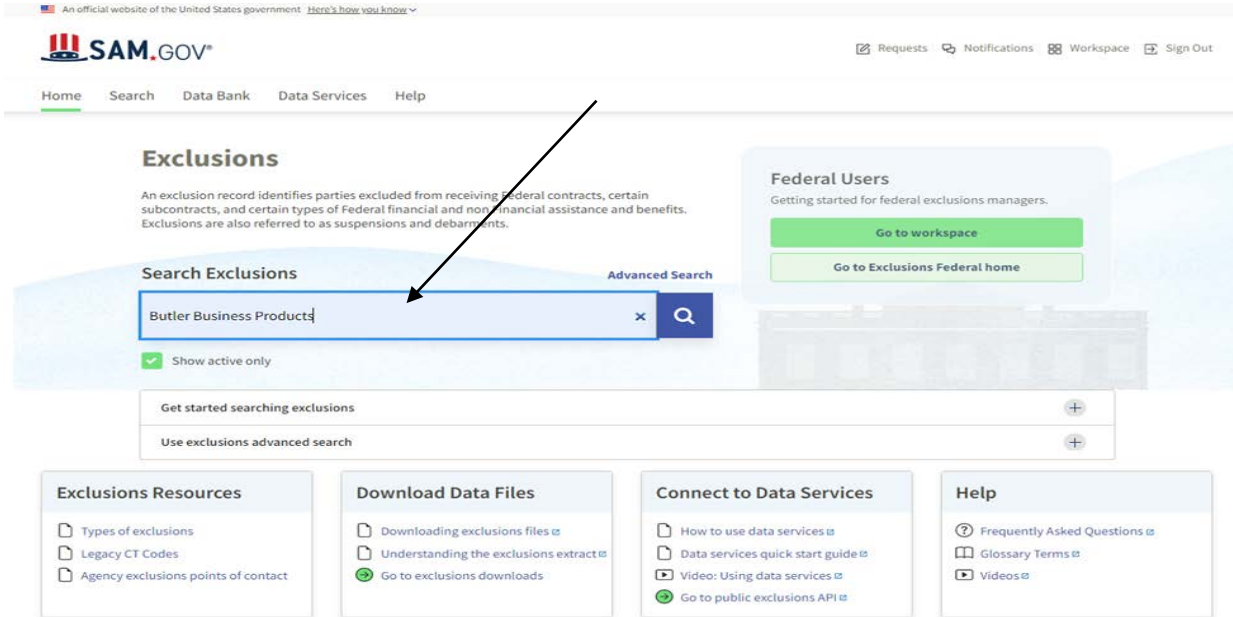 An official website of the United States government Here's how you know
SAM.GOV®
Requests Notifications Workspace Sign Out
Home Search Data Bank Data Services Help
Exclusions
An exclusion record identifies parties excluded from receiving Federal contracts, certain
subcontracts, and certain types of Federal financial and non financial assistance and benefits.
Exclusions are also referred to as suspensions and debarments.
Federal Users
Getting started for federal exclusions managers.
Go to workspace
Go to Exclusions Federal home
Search Exclusions
Advanced Search
Butler Business Products
Show active only
Get started searching exclusions
Use exclusions advanced search
Exclusions Resources
Types of exclusions
Legacy CT Codes
Agency exclusions points of contact
Download Data Files
Downloading exclusions files
Understanding the exclusions extract
Go to exclusions downloads
Connect to Data Services
How to use data services
Data services quick start guide
Video: Using data services
Go to public exclusions API
Help
Frequently Asked Questions
Glossary Terms
Videos